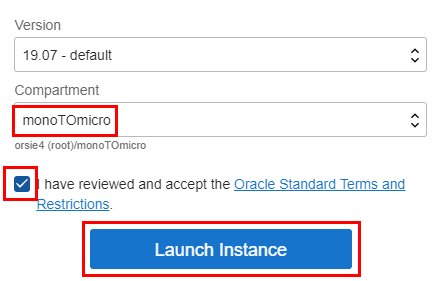 Version
19.07 - default
Compartment
monoTOmicro
orsie4 (root)/monoTOmicro
I have reviewed and accept the Oracle Standard Terms and
Restrictions.
Launch Instance